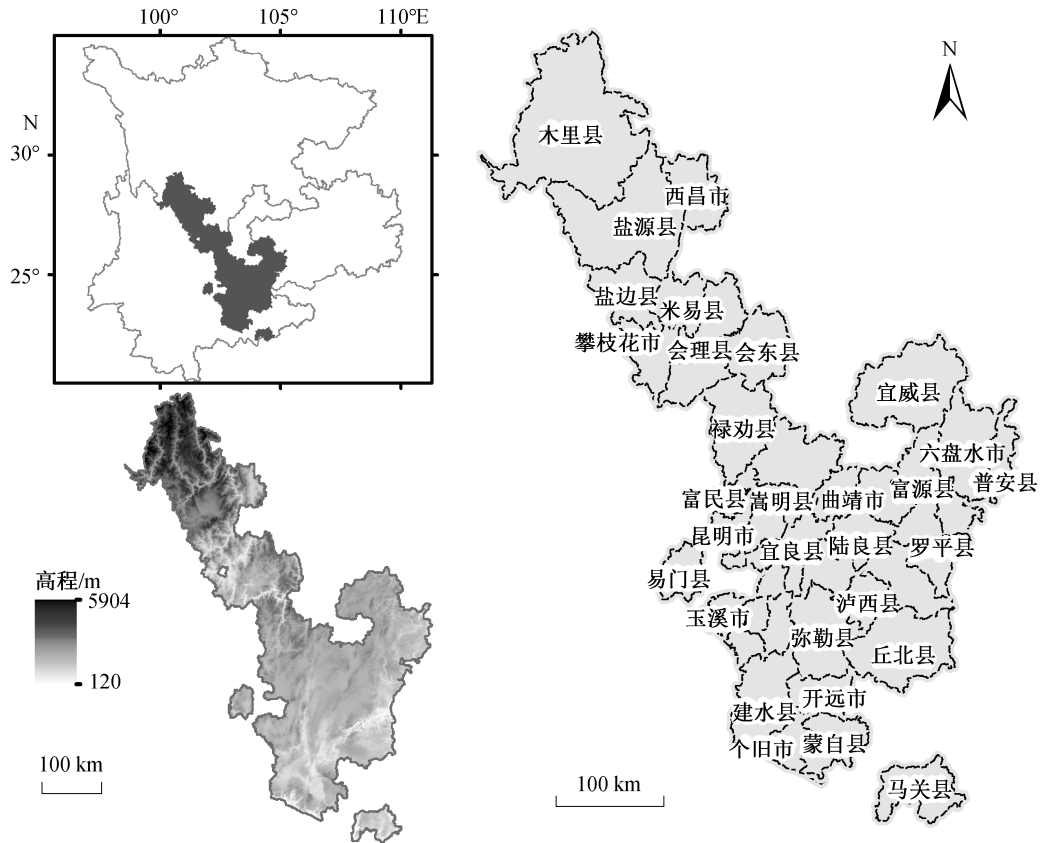 100°
105°
110°E
N
30°
25°
高程/m
5904
120
100 km
N
木里县
西昌市
盐源县
盐边县
米易县
攀枝花市
会理县
会东县
宜威县
禄劝县
六盘水市
普安县
富民县
嵩明县
曲靖市
富源县
昆明市
宜良县
陆良县
罗平县
易门县
玉溪市
泸西县
弥勒县
丘北县
开远市
建水县
个旧市
蒙自县
马关县
100 km